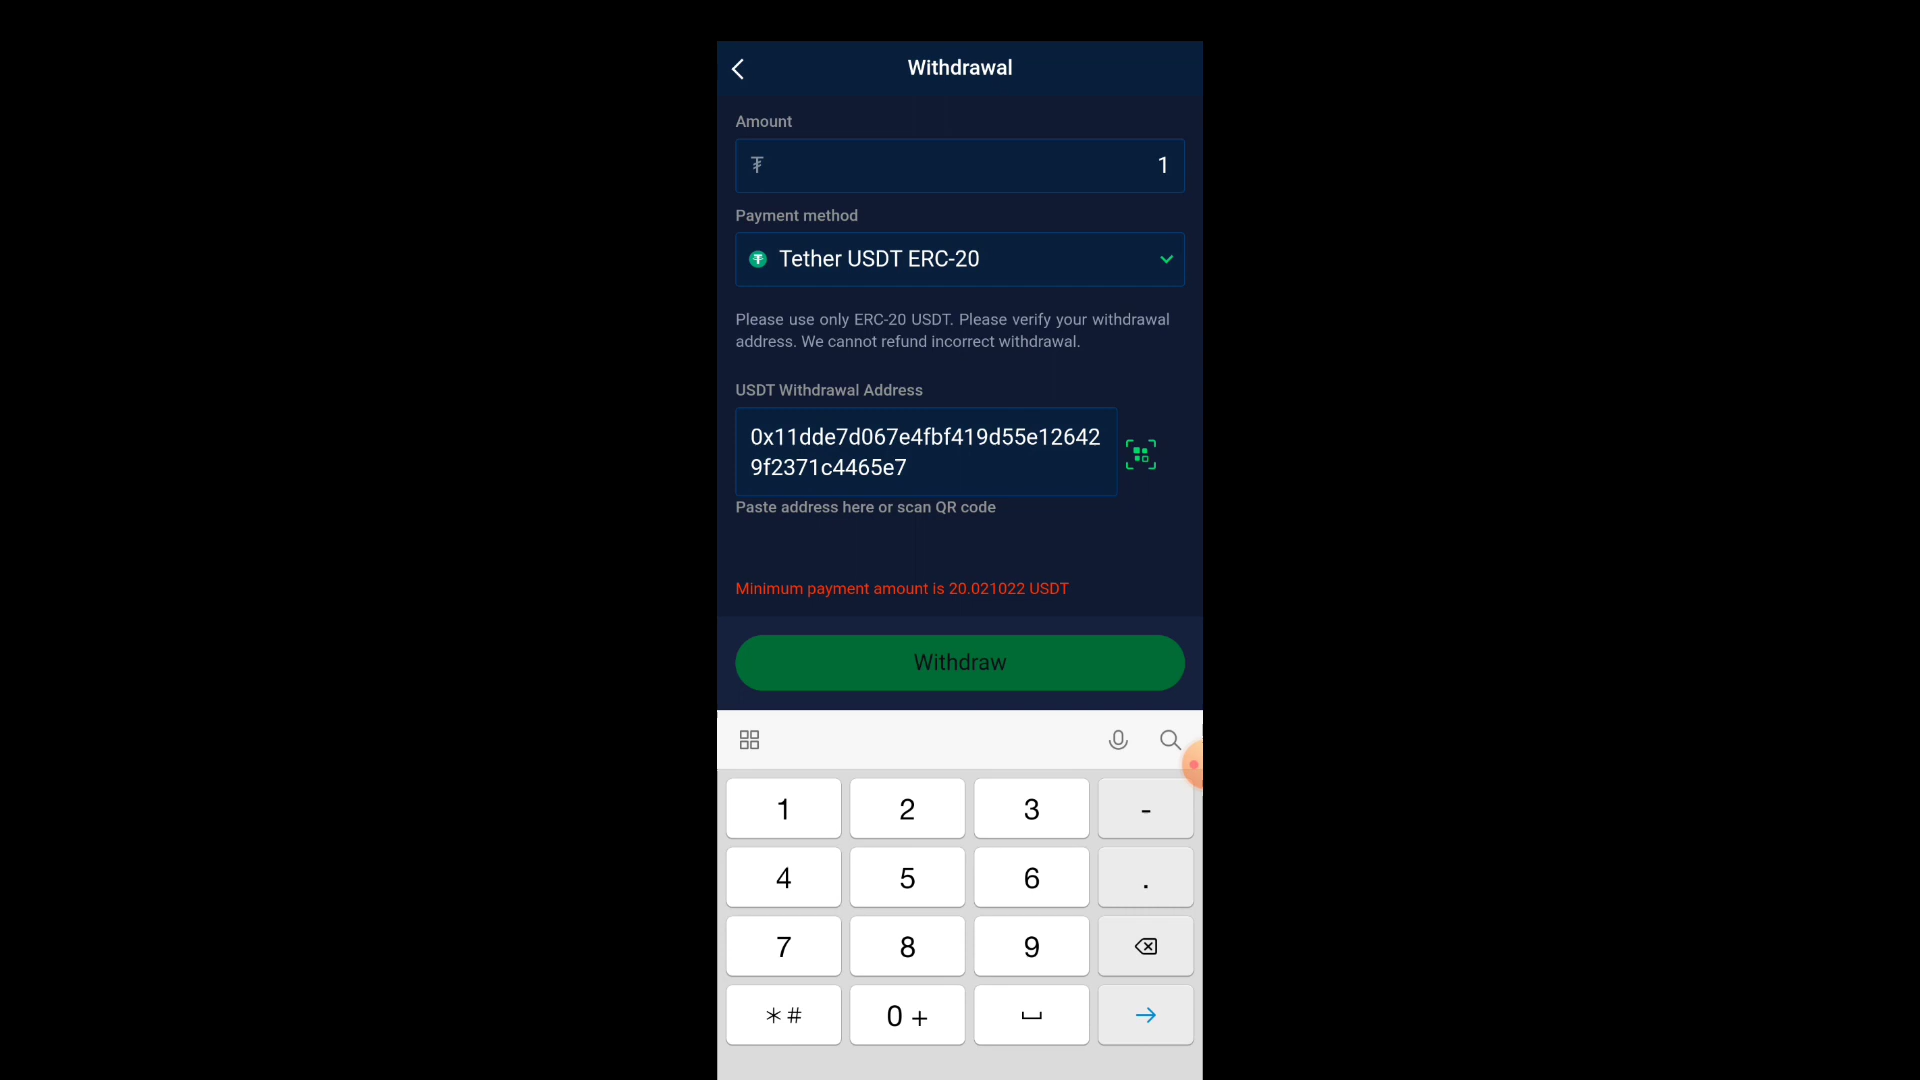 Withdrawal
Amount
₮ 1
Payment method
Tether USDT ERC-20
Please use only ERC-20 USDT. Please verify your withdrawal
address. We cannot refund incorrect withdrawal.
USDT Withdrawal Address
0x11dde7d067e4fbf419d55e12642
9f2371c4465e7
Paste address here or scan QR code
Minimum payment amount is 20.021022 USDT
Withdraw
1 2 3 -
4 5 6 .
7 8 9
*# 0 +